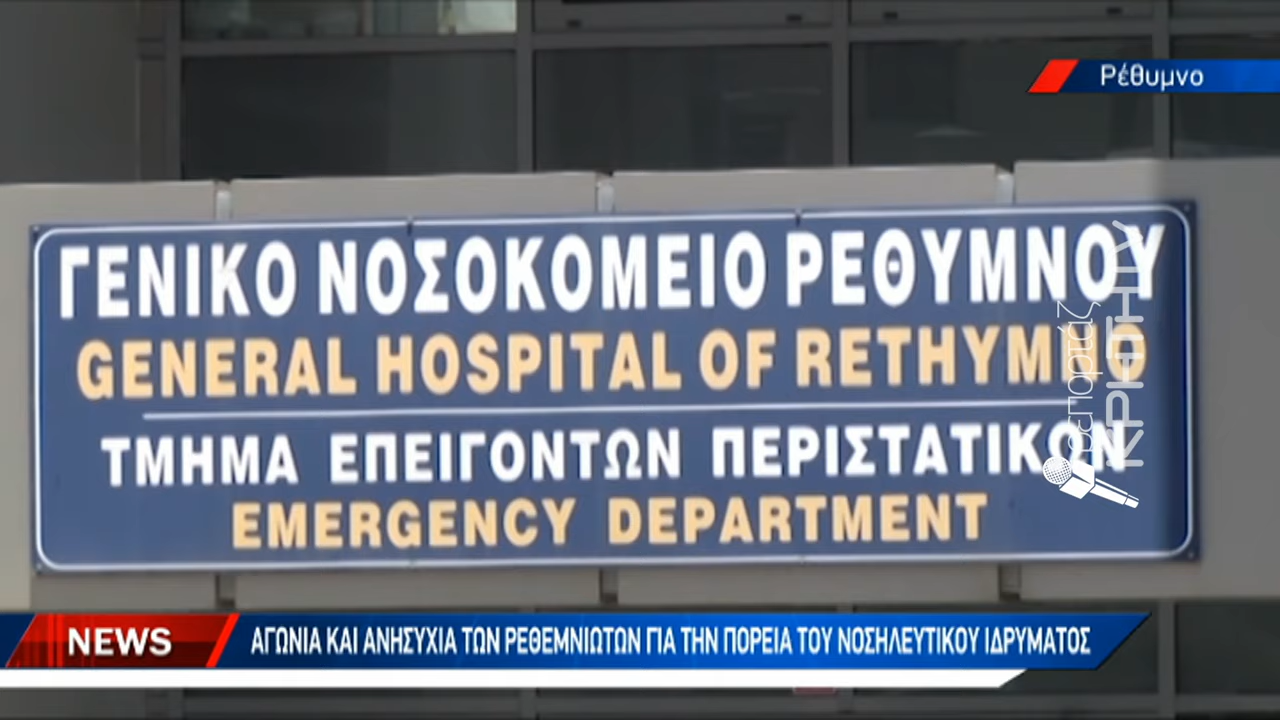 Ρέθυμνο
ΓΕΝΙΚΟ ΝΟΣΟΚΟΜΕΙΟ ΡΕΘΥΜΝΟΥ
GENERAL HOSPITAL OF RETHYMNO
ΤΜΗΜΑ ΕΠΕΙΓΟΝΤΩΝ ΠΕΡΙΣΤΑΤΙΚΩΝ
EMERGENCY DEPARTMENT
ρεπορτάζ
ΚΡΗΤΗ
NEWS ΑΓΩΝΙΑ ΚΑΙ ΑΝΗΣΥΧΙΑ ΤΩΝ ΡΕΘΕΜΝΙΩΤΩΝ ΓΙΑ ΤΗΝ ΠΟΡΕΙΑ ΤΟΥ ΝΟΣΗΛΕΥΤΙΚΟΥ ΙΔΡΥΜΑΤΟΣ